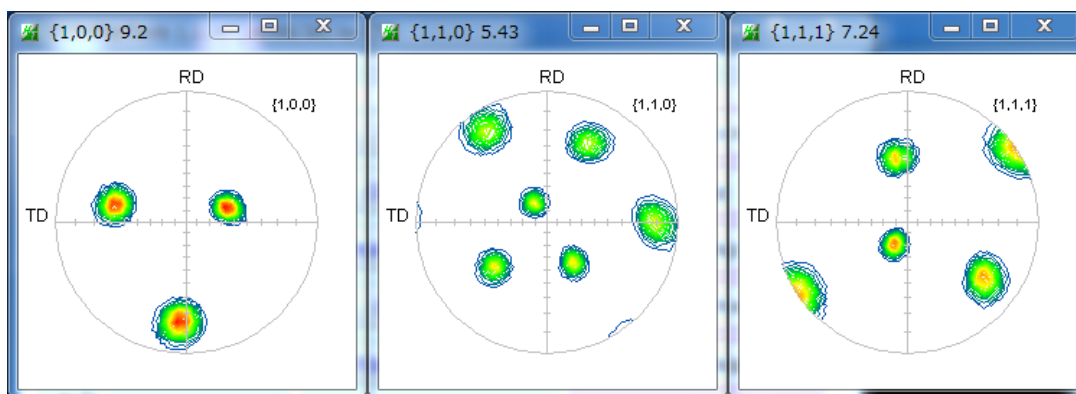 {1,0,0} 9.2
RD
{1,0,0}
TD
{1,1,0} 5.43
RD
{1,1,0}
TD
{1,1,1} 7.24
RD
{1,1,1}
TD